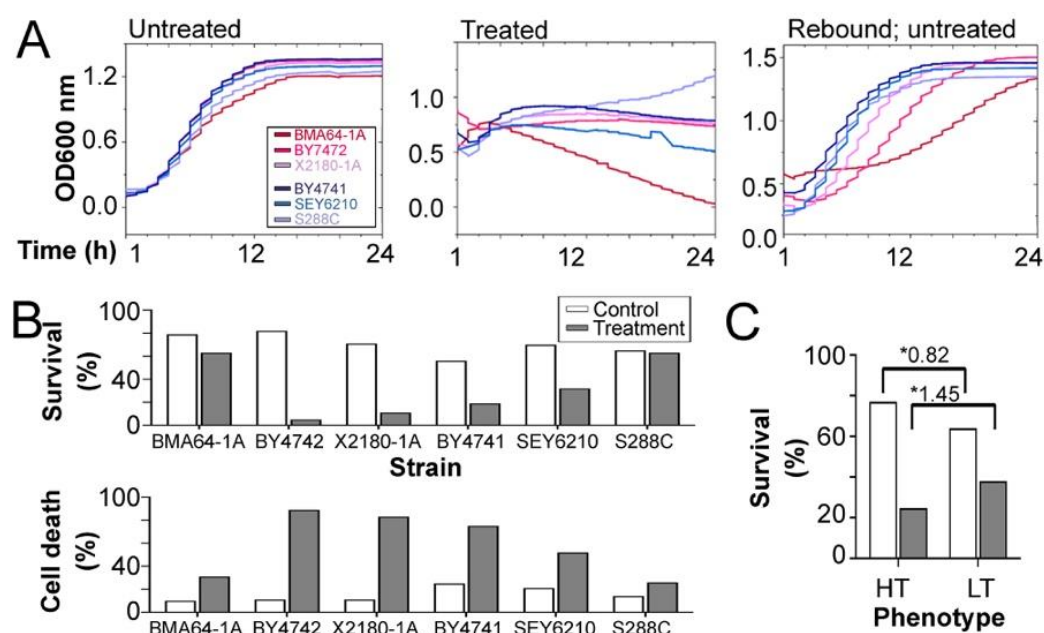 A
Untreated
Treated
Rebound; untreated
OD600 nm
1.2
0.6
0.0
BMA64-1A
BY7472
X2180-1A
BY4741
SEY6210
S288C
1.0
0.5
0.0
1.5
1.0
0.5
0.0
Time (h)
1 12 24
1 12 24
1 12 24
B
Survival (%)
100
40
0
Control
Treatment
BMA64-1A BY4742 X2180-1A BY4741 SEY6210 S288C
Strain
Cell death (%)
100
40
0
BMA64-1A BY4742 X2180-1A BY4741 SEY6210 S288C
C
Survival (%)
100
60
20
0
*0.82
*1.45
HT LT
Phenotype